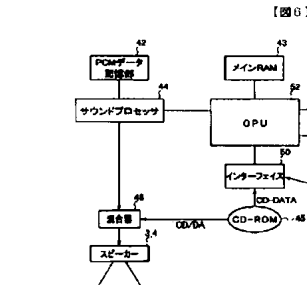 【図6】
42
PCMデータ
記憶部
43
メインRAM
44
サウンドプロセッサ
52
CPU
50
インターフェイス
CD-DATA
46
混合器
CD/DA
CD-ROM
45
3,4
スピーカー